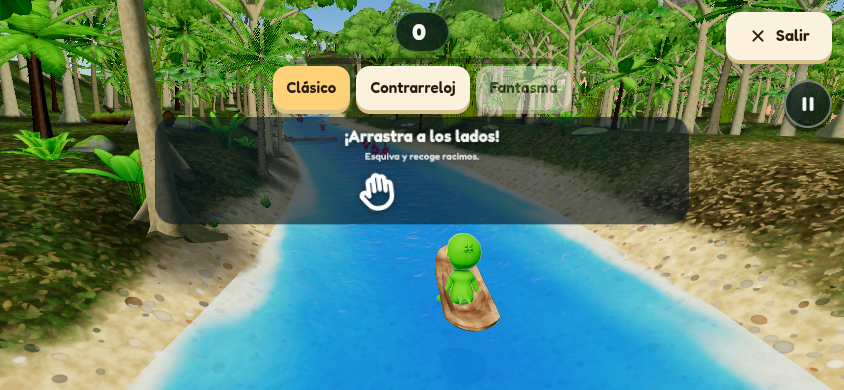 0
Salir
Clásico
Contrarreloj
Fantasma
¡Arrastra a los lados!
Esquiva y recoge racimos.